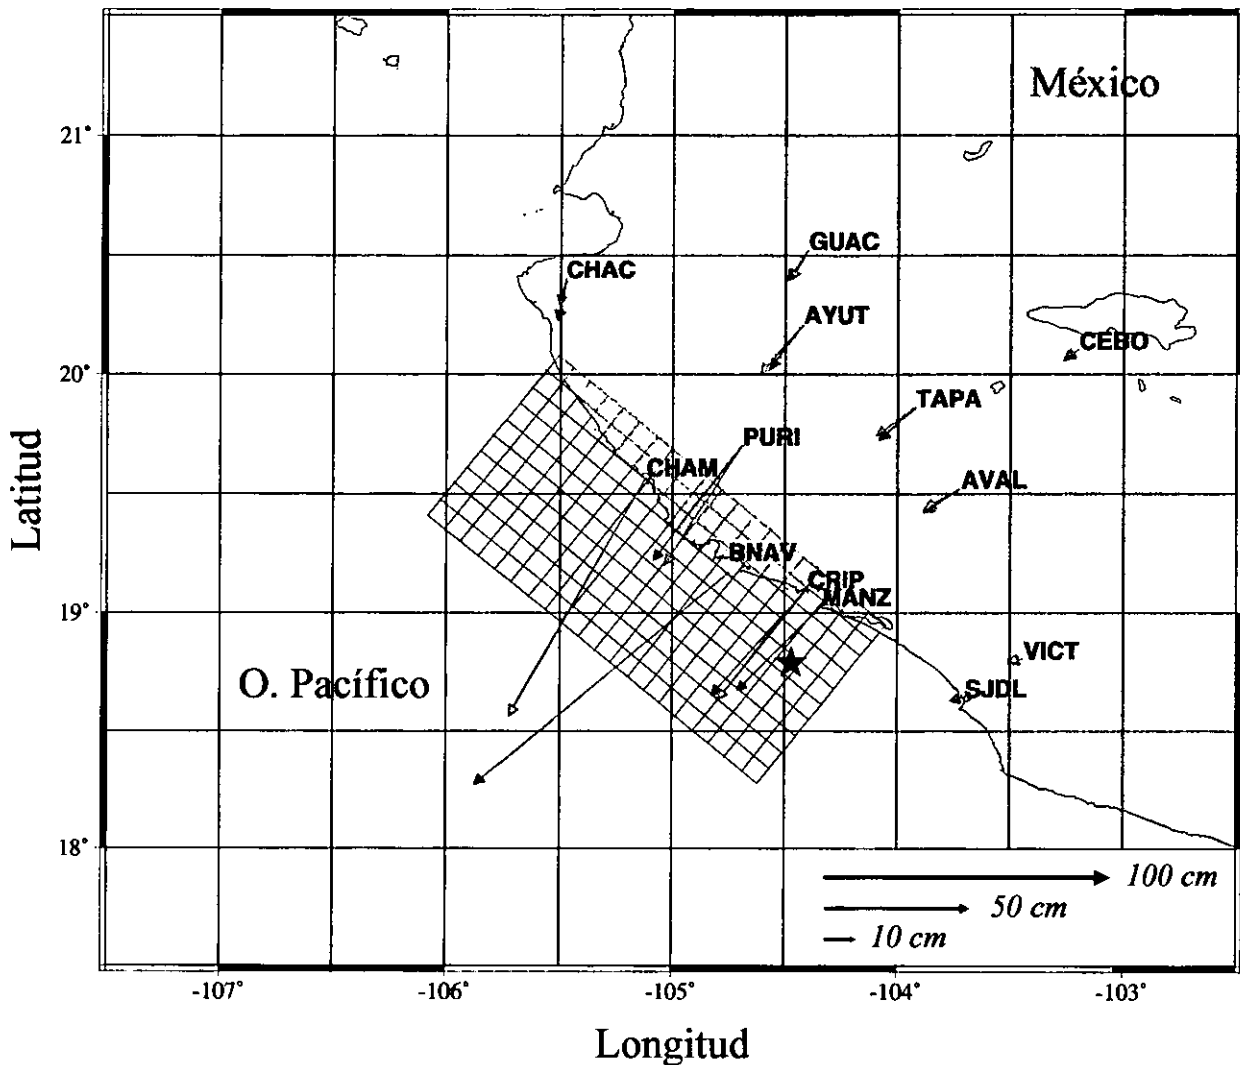 México
21°
GUAC
CHAC
AYUT
CEBO
20°
TAPA
PURI
CHAM
AVAL
Latitud
BNAV
CRIP
MANZ
19°
VICT
O. Pacífico
SJDL
18°
100 cm
50 cm
10 cm
-107°
-106°
-105°
-104°
-103°
Longitud